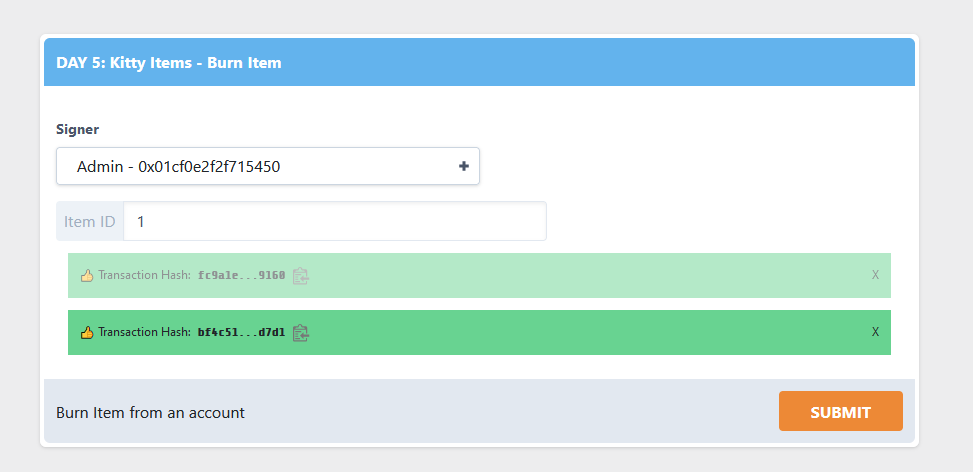 DAY 5: Kitty Items - Burn Item
Signer
Admin - 0x01cf0e2f2f715450
Item ID 1
Transaction Hash: fc9a1e...9160 X
Transaction Hash: bf4c51...d7d1 X
Burn Item from an account SUBMIT